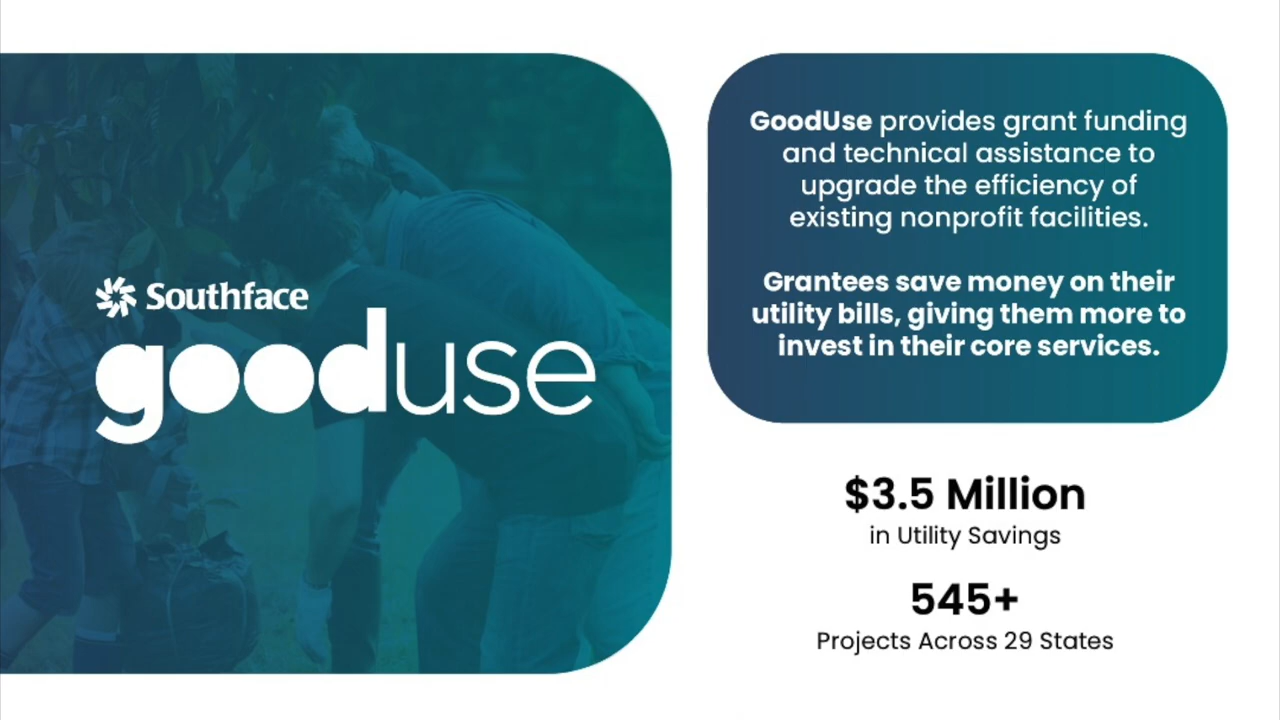 Southface
gooduse
GoodUse provides grant funding
and technical assistance to
upgrade the efficiency of
existing nonprofit facilities.
Grantees save money on their
utility bills, giving them more to
invest in their core services.
$3.5 Million
in Utility Savings
545+
Projects Across 29 States